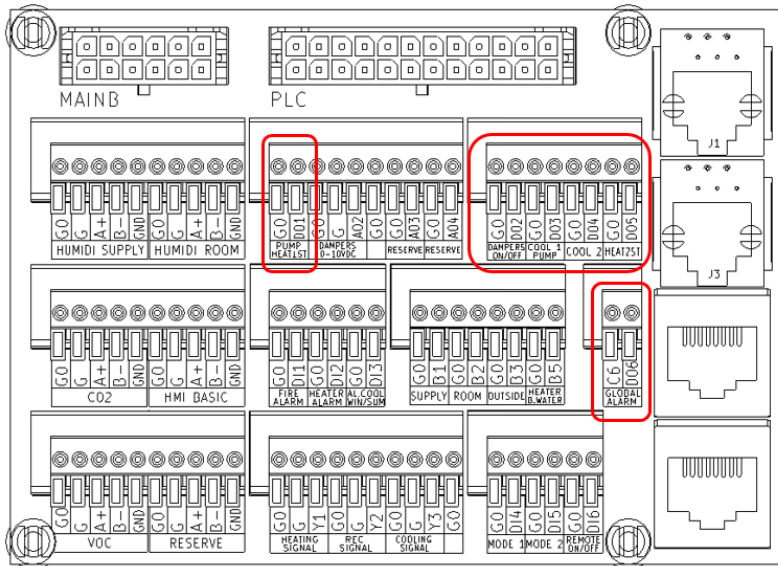 MAINB PLC
J1
G0 G A+ B- GND G0 G A+ B- GND G0 DO1 G0 G AO2 G0 G0 AO3 G0 AO4 G0 DO2 G0 DO3 G0 DO4 G0 DO5
HUMIDI SUPPLY HUMIDI ROOM PUMP HEAT1ST DAMPERS 0-10VDC RESERVE RESERVE DAMPERS ON/OFF COOL 1 PUMP COOL 2 HEAT2ST
J3
G0 G A+ B- GND G0 G A+ B- GND G0 DI1 G0 DI2 G0 DI3 G0 B1 G0 B2 G0 B3 G0 B5 C6 DO6
CO2 HMI BASIC FIRE ALARM HEATER ALARM AL.COOL WIN/SUM SUPPLY ROOM OUTSIDE HEATER B.WATER GLOBAL ALARM
G0 G A+ B- GND G0 G A+ B- GND G0 G Y1 G0 G Y2 G0 G Y3 G0 G0 DI4 G0 DI5 G0 DI6
VOC RESERVE HEATING SIGNAL REC SIGNAL COOLING SIGNAL MODE 1 MODE 2 REMOTE ON/OFF